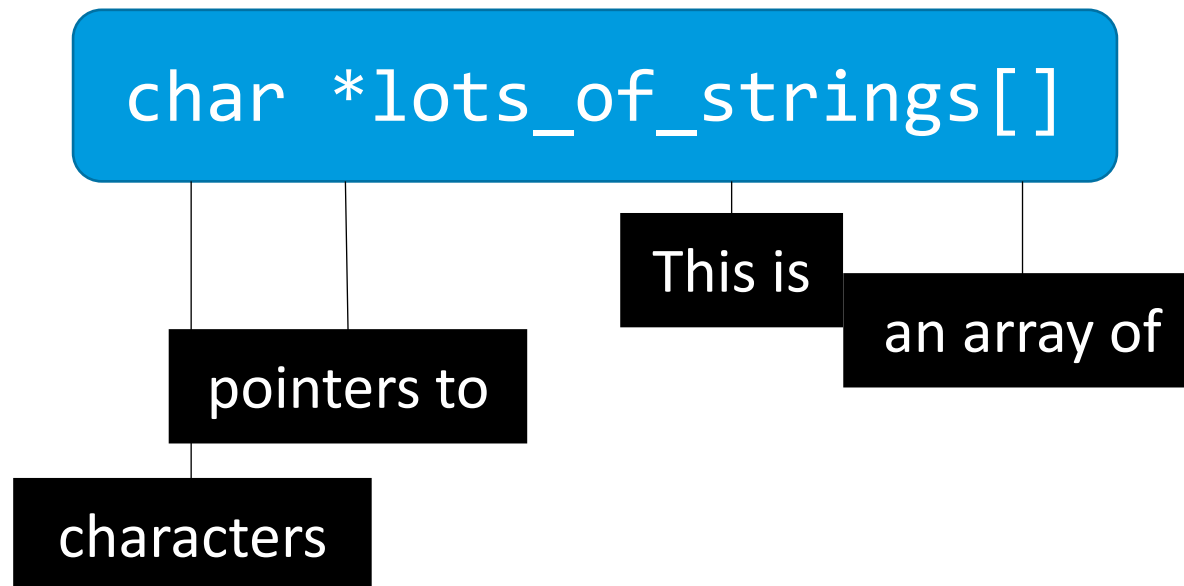 char *lots_of_strings[]
This is
an array of
pointers to
characters